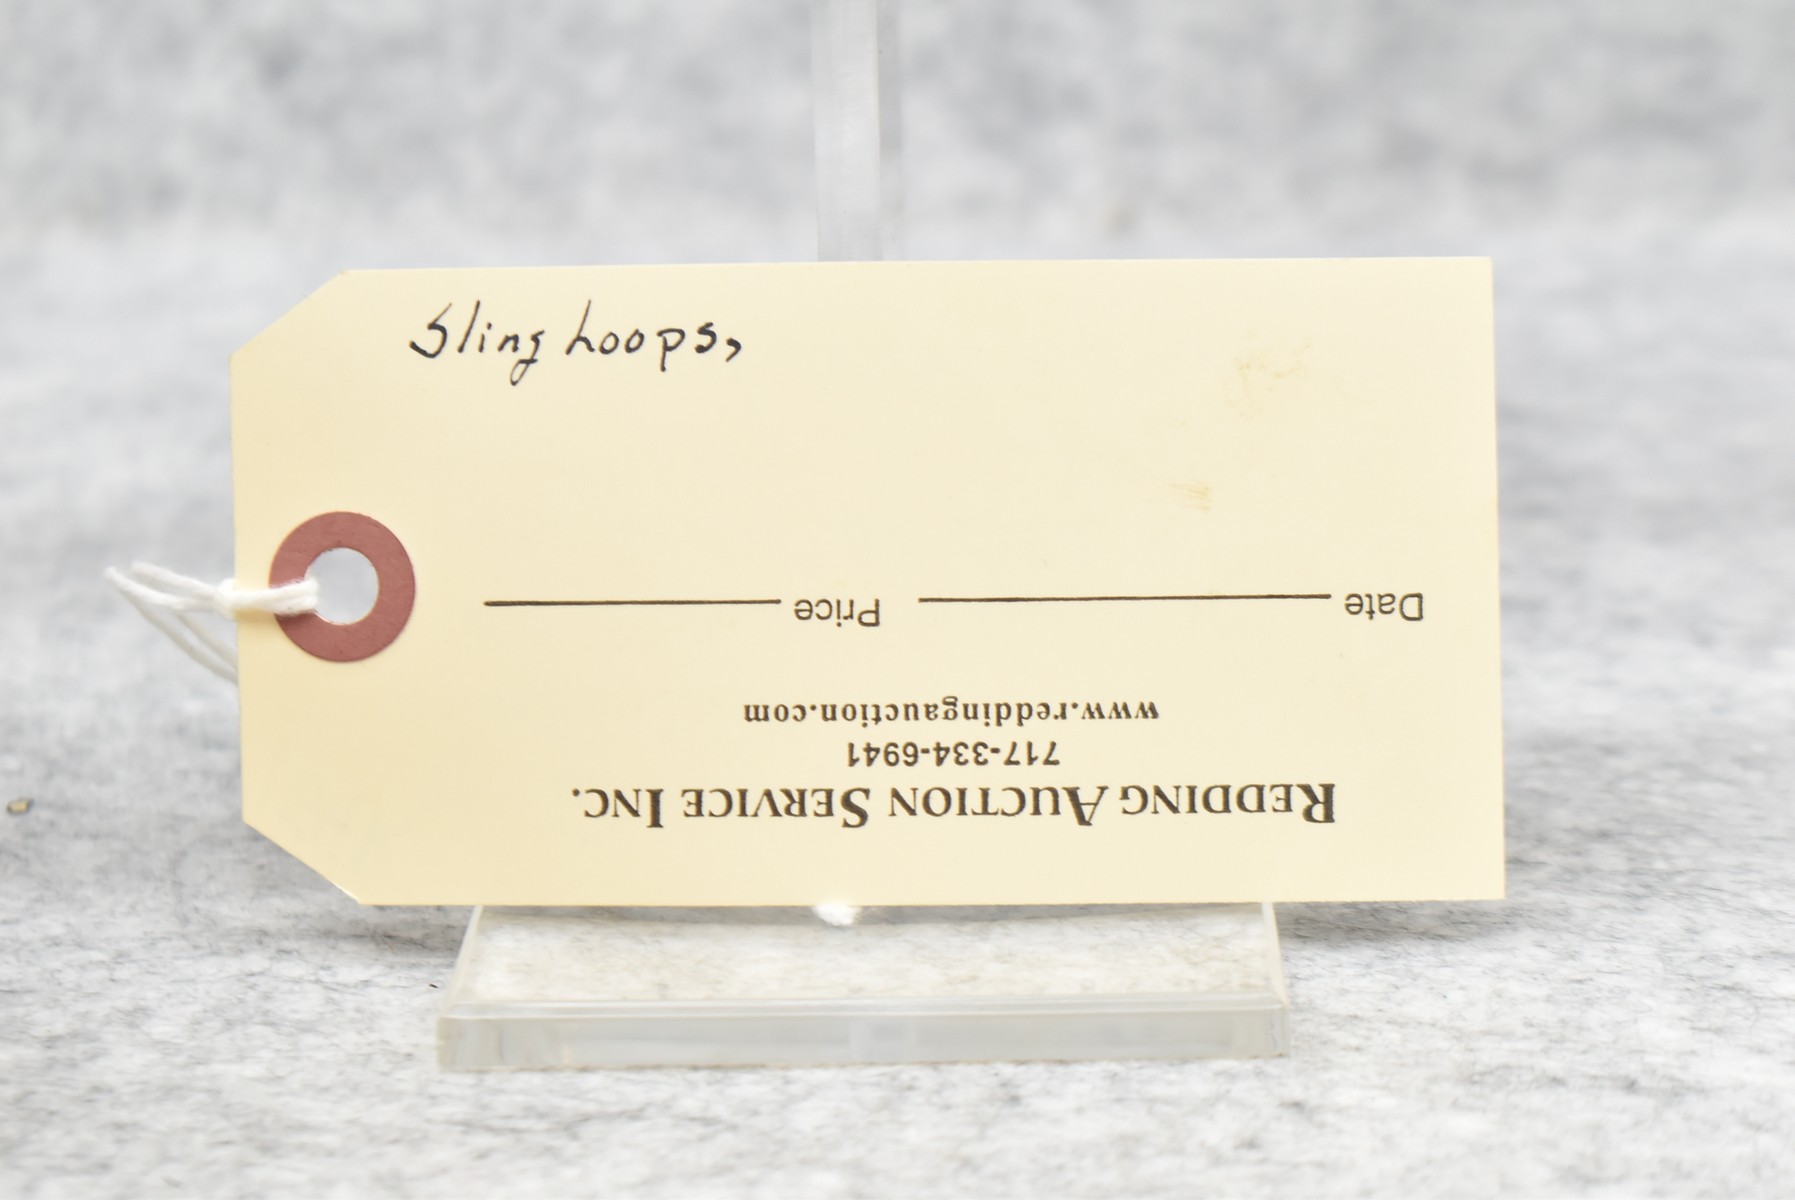 Sling Loops,
REDDING AUCTION SERVICE INC.
717-334-6941
www.reddingauction.com
Date Price